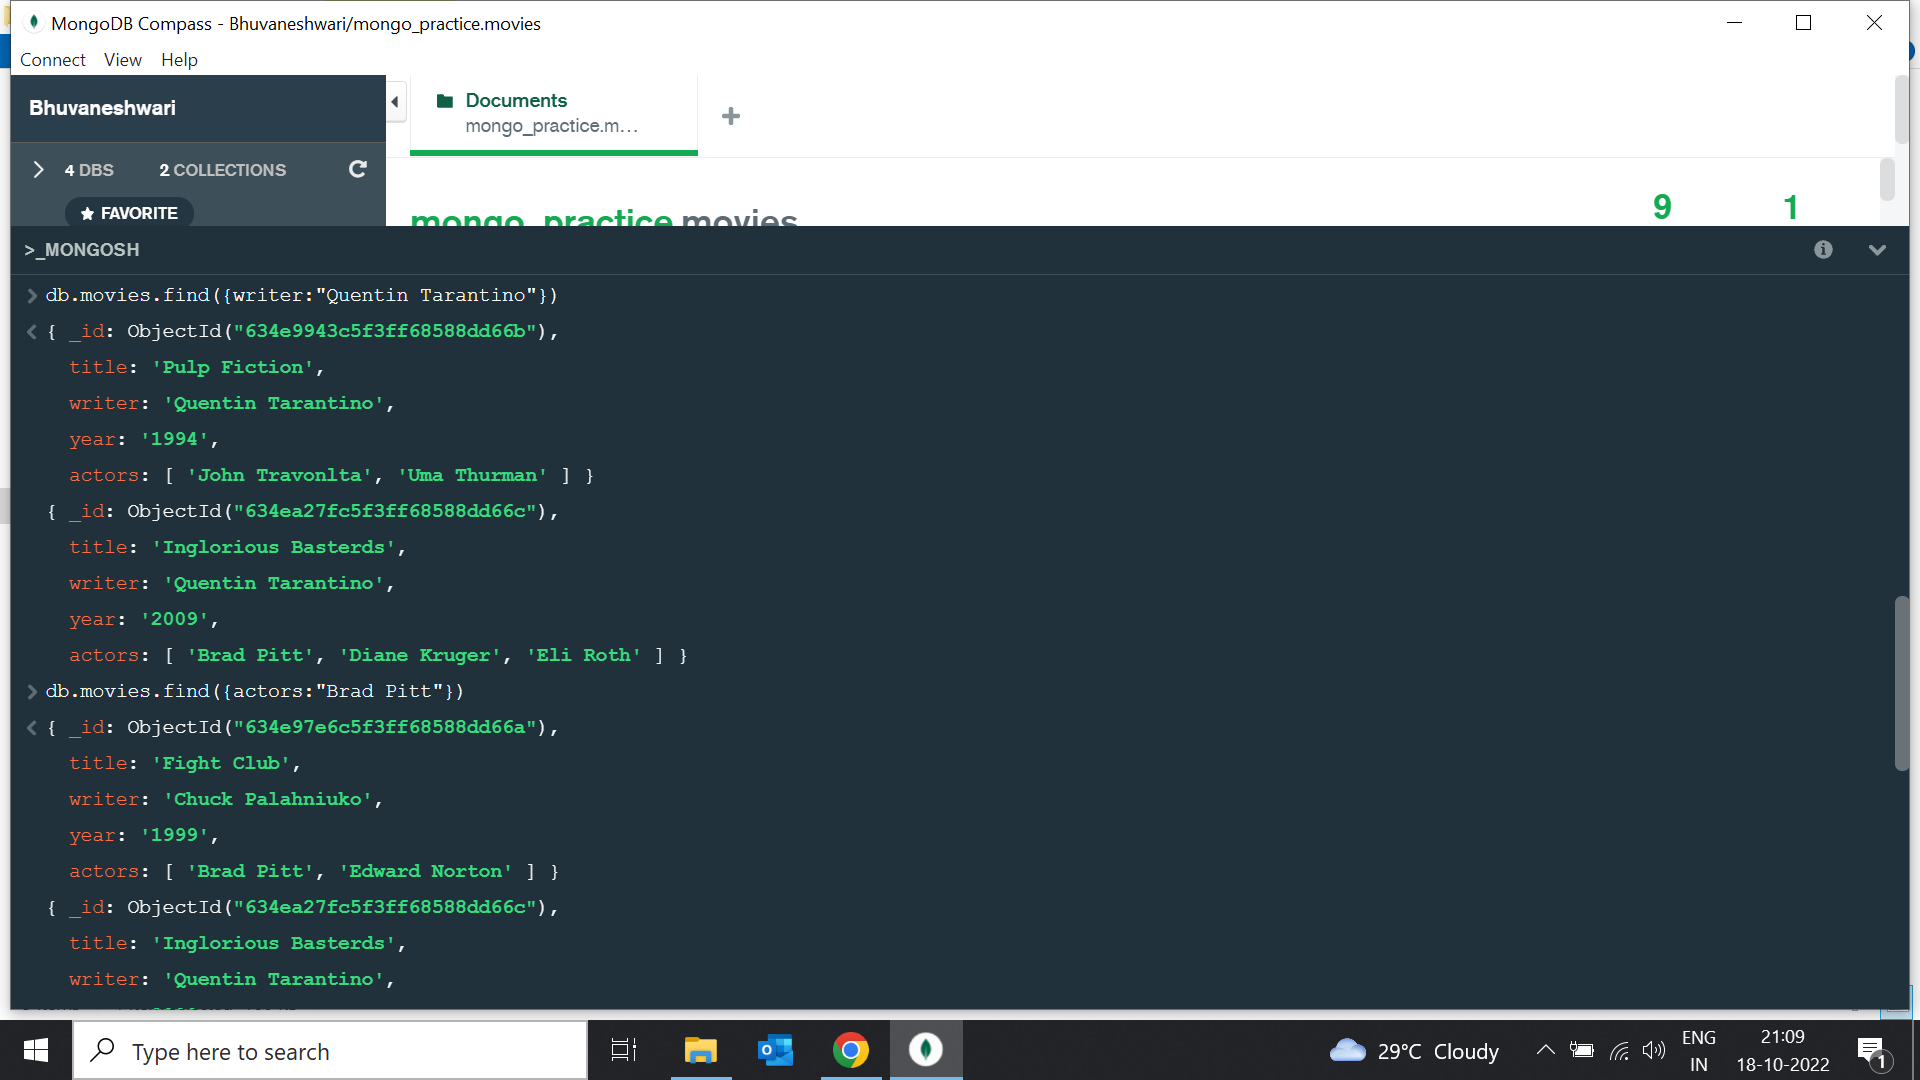 MongoDB Compass - Bhuvaneshwari/mongo_practice.movies
Connect View Help
Bhuvaneshwari
Documents
mongo_practice.m...
4 DBS 2 COLLECTIONS
FAVORITE
mongo_practice.movies
9 1
>_MONGOSH
db.movies.find({writer:"Quentin Tarantino"})
{ _id: ObjectId("634e9943c5f3ff68588dd66b"),
title: 'Pulp Fiction',
writer: 'Quentin Tarantino',
year: '1994',
actors: [ 'John Travonlta', 'Uma Thurman' ] }
{ _id: ObjectId("634ea27fc5f3ff68588dd66c"),
title: 'Inglorious Basterds',
writer: 'Quentin Tarantino',
year: '2009',
actors: [ 'Brad Pitt', 'Diane Kruger', 'Eli Roth' ] }
db.movies.find({actors:"Brad Pitt"})
{ _id: ObjectId("634e97e6c5f3ff68588dd66a"),
title: 'Fight Club',
writer: 'Chuck Palahniuko',
year: '1999',
actors: [ 'Brad Pitt', 'Edward Norton' ] }
{ _id: ObjectId("634ea27fc5f3ff68588dd66c"),
title: 'Inglorious Basterds',
writer: 'Quentin Tarantino',
Type here to search
29°C Cloudy
ENG
IN
21:09
18-10-2022
1